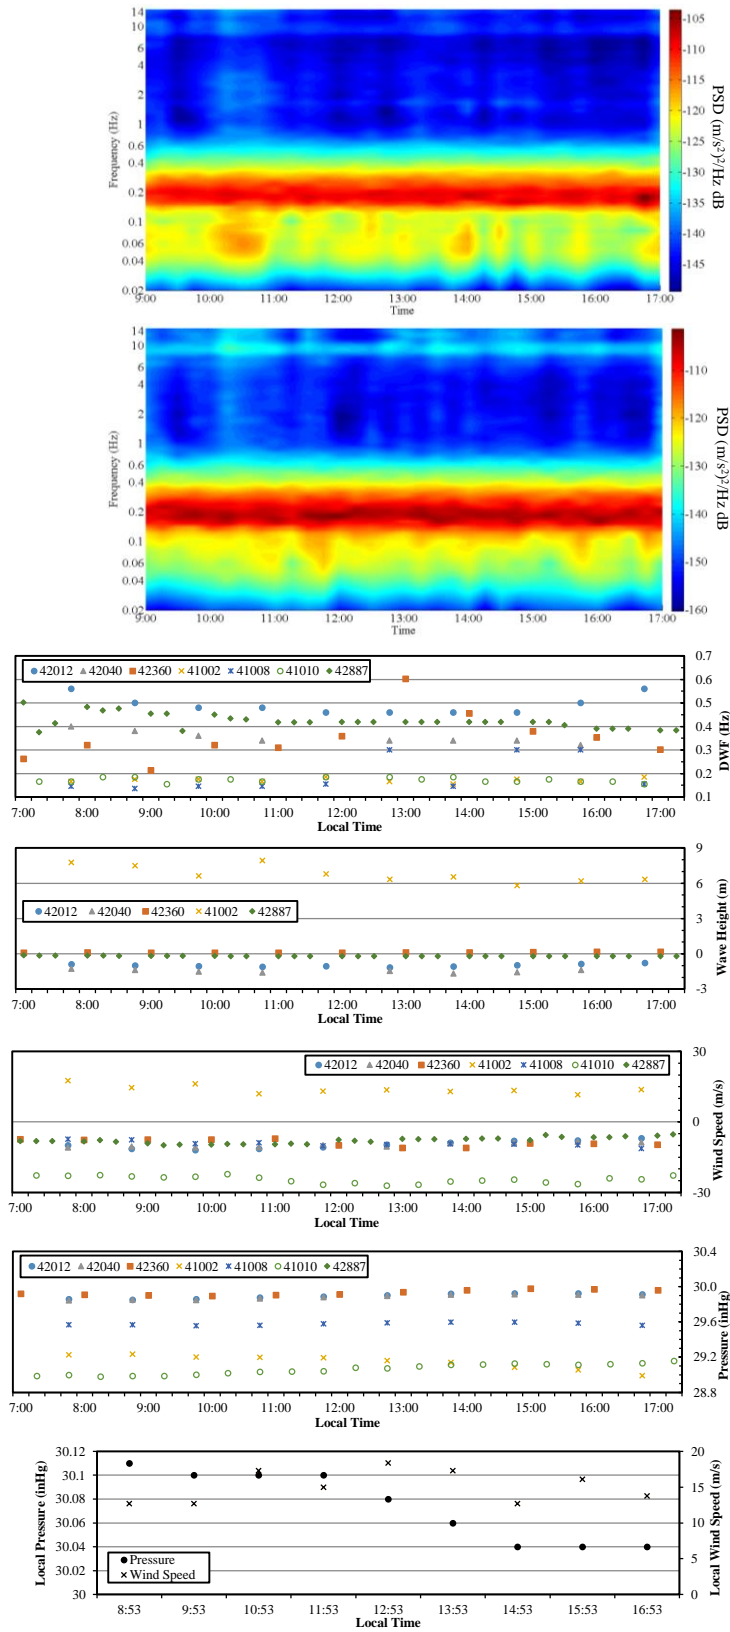 14
10
6
4
2
1
0.6
0.4
0.2
0.1
0.06
0.04
0.02
Frequency (Hz)
9:00 10:00 11:00 12:00 13:00 14:00 15:00 16:00 17:00
Time
-105
-110
-115
-120
-125
-130
-135
-140
-145
PSD (m/s²)²/Hz dB
14
10
6
4
2
1
0.6
0.4
0.2
0.1
0.06
0.04
0.02
Frequency (Hz)
9:00 10:00 11:00 12:00 13:00 14:00 15:00 16:00 17:00
Time
-110
-120
-130
-140
-150
-160
PSD (m/s²)²/Hz dB
42012 42040 42360 41002 41008 41010 42887
0.7
0.6
0.5
0.4
0.3
0.2
0.1
DWF (Hz)
7:00 8:00 9:00 10:00 11:00 12:00 13:00 14:00 15:00 16:00 17:00
Local Time
42012 42040 42360 41002 42887
9
6
3
0
-3
Wave Height (m)
7:00 8:00 9:00 10:00 11:00 12:00 13:00 14:00 15:00 16:00 17:00
Local Time
42012 42040 42360 41002 41008 41010 42887
30
0
-30
Wind Speed (m/s)
7:00 8:00 9:00 10:00 11:00 12:00 13:00 14:00 15:00 16:00 17:00
Local Time
42012 42040 42360 41002 41008 41010 42887
30.4
30.0
29.6
29.2
28.8
Pressure (inHg)
7:00 8:00 9:00 10:00 11:00 12:00 13:00 14:00 15:00 16:00 17:00
Local Time
30.12
30.1
30.08
30.06
30.04
30.02
30
Local Pressure (inHg)
Pressure
Wind Speed
20
15
10
5
0
Local Wind Speed (m/s)
8:53 9:53 10:53 11:53 12:53 13:53 14:53 15:53 16:53
Local Time